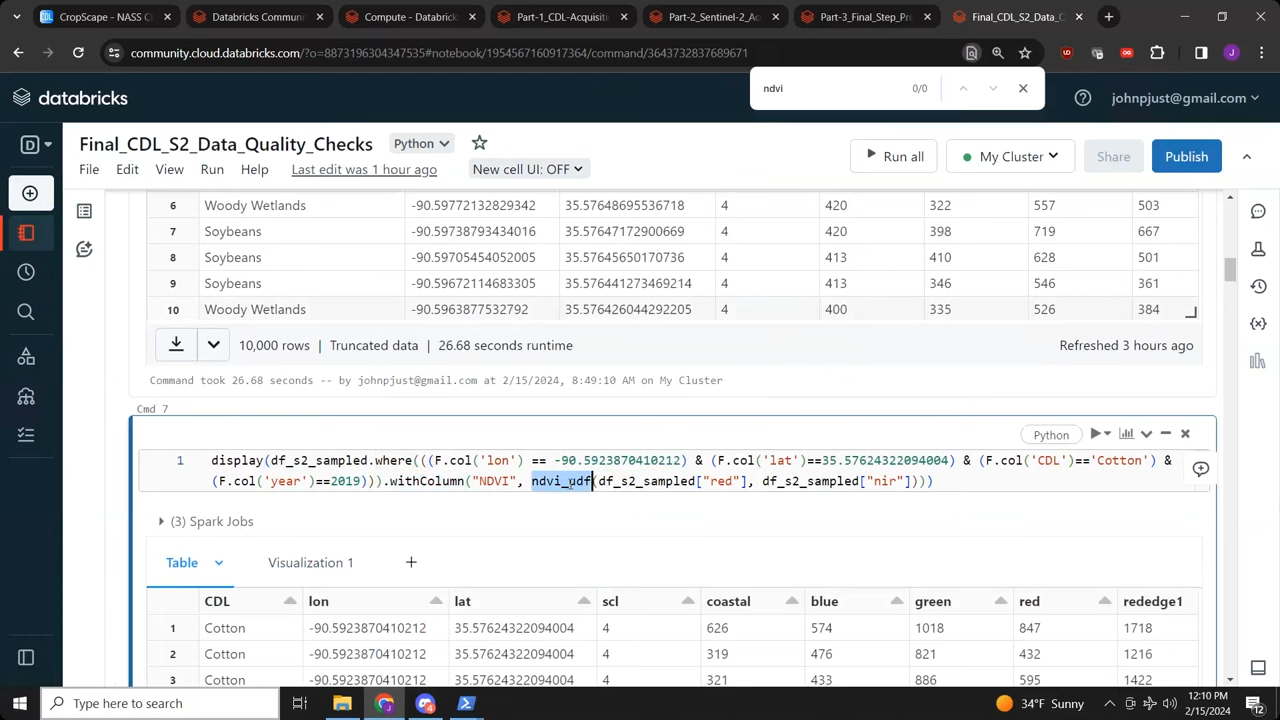 CropScape - NASS CL
Databricks Communi
Compute - Databricks
Part-1_CDL-Acquisiti
Part-2_Sentinel-2_Ac
Part-3_Final_Step_Pr
Final_CDL_S2_Data_C
community.cloud.databricks.com/?o=8873196304347535#notebook/1954567160917364/command/3643732837689671
ndvi 0/0
databricks
johnpjust@gmail.com
Final_CDL_S2_Data_Quality_Checks Python
Run all My Cluster Share Publish
File Edit View Run Help Last edit was 1 hour ago New cell UI: OFF
6 Woody Wetlands -90.59772132829342 35.57648695536718 4 420 322 557 503
7 Soybeans -90.59738793434016 35.57647172900669 4 420 398 719 667
8 Soybeans -90.59705454052005 35.57645650170736 4 413 410 628 501
9 Soybeans -90.59672114683305 35.576441273469214 4 413 346 546 361
10 Woody Wetlands -90.5963877532792 35.576426044292205 4 400 335 526 384
10,000 rows | Truncated data | 26.68 seconds runtime Refreshed 3 hours ago
Command took 26.68 seconds -- by johnpjust@gmail.com at 2/15/2024, 8:49:10 AM on My Cluster
Cmd 7
Python
1 display(df_s2_sampled.where(((F.col('lon') == -90.5923870410212) & (F.col('lat')==35.57624322094004) & (F.col('CDL')=='Cotton') &
(F.col('year')==2019))).withColumn("NDVI", ndvi_udf(df_s2_sampled["red"], df_s2_sampled["nir"])))
(3) Spark Jobs
Table Visualization 1 +
CDL lon lat scl coastal blue green red rededge1
1 Cotton -90.5923870410212 35.57624322094004 4 626 574 1018 847 1718
2 Cotton -90.5923870410212 35.57624322094004 4 319 476 821 432 1216
3 Cotton -90.5923870410212 35.57624322094004 4 321 433 886 595 1422
Type here to search
34°F Sunny
12:10 PM
2/15/2024
12